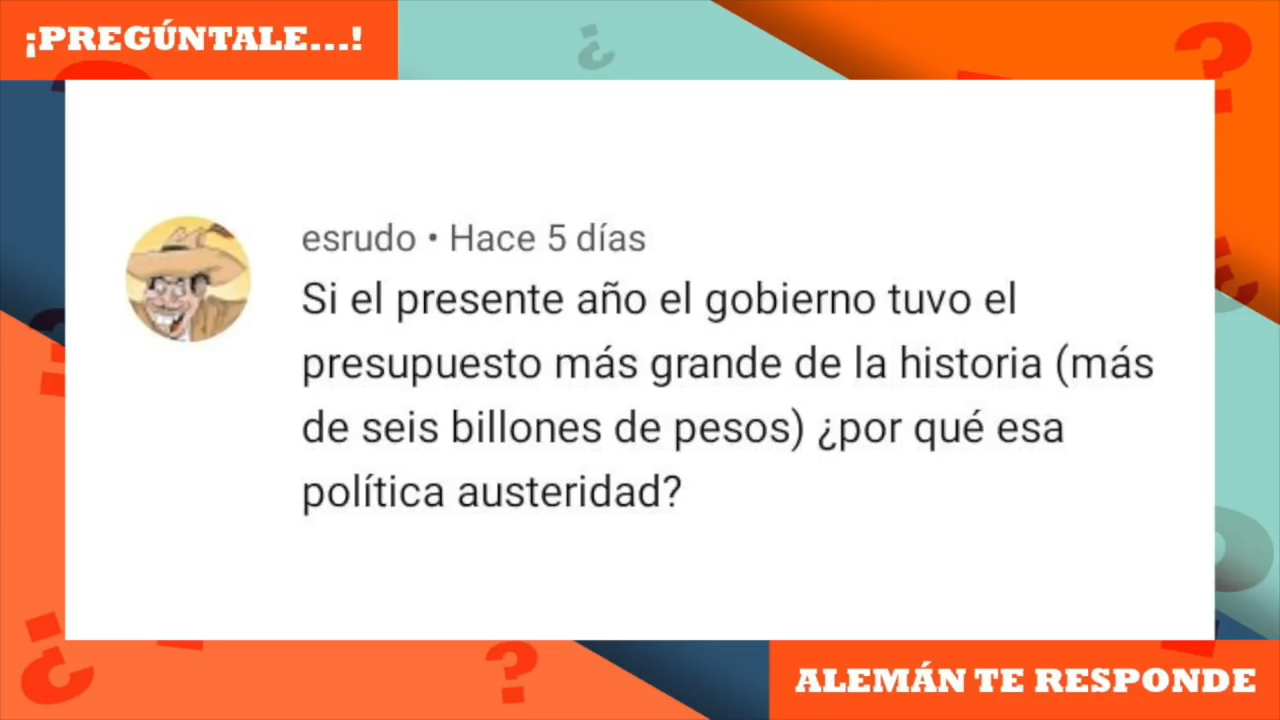 ¡PREGÚNTALE...!
esrudo • Hace 5 días
Si el presente año el gobierno tuvo el
presupuesto más grande de la historia (más
de seis billones de pesos) ¿por qué esa
política austeridad?
ALEMÁN TE RESPONDE